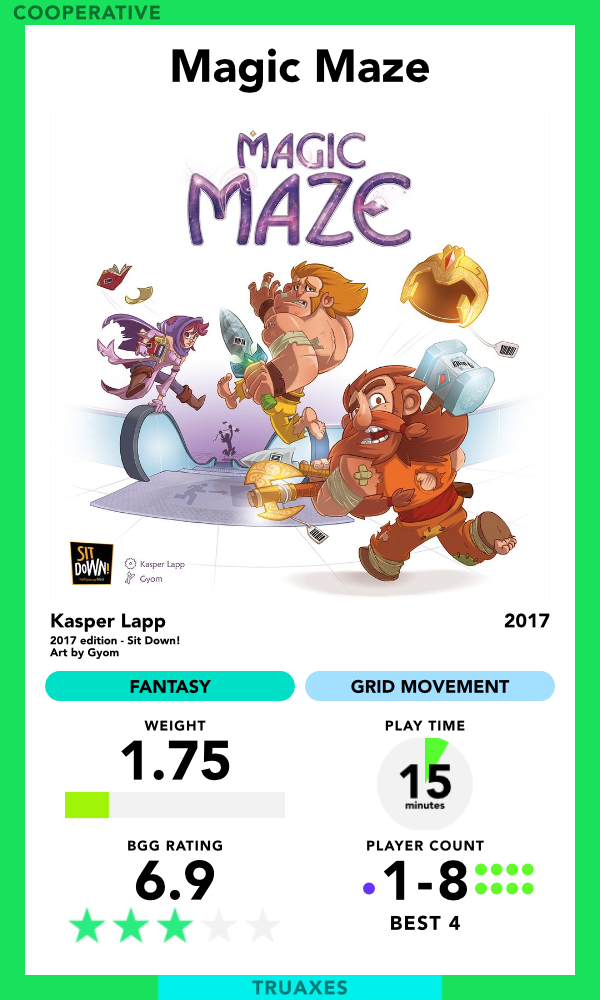 COOPERATIVE
Magic Maze
MAGIC
MAZE
SIT
DOWN!
Kasper Lapp
Gyom
Kasper Lapp
2017
2017 edition - Sit Down!
Art by Gyom
FANTASY
GRID MOVEMENT
WEIGHT
1.75
PLAY TIME
15
minutes
BGG RATING
6.9
PLAYER COUNT
1-8
BEST 4
TRUAXES